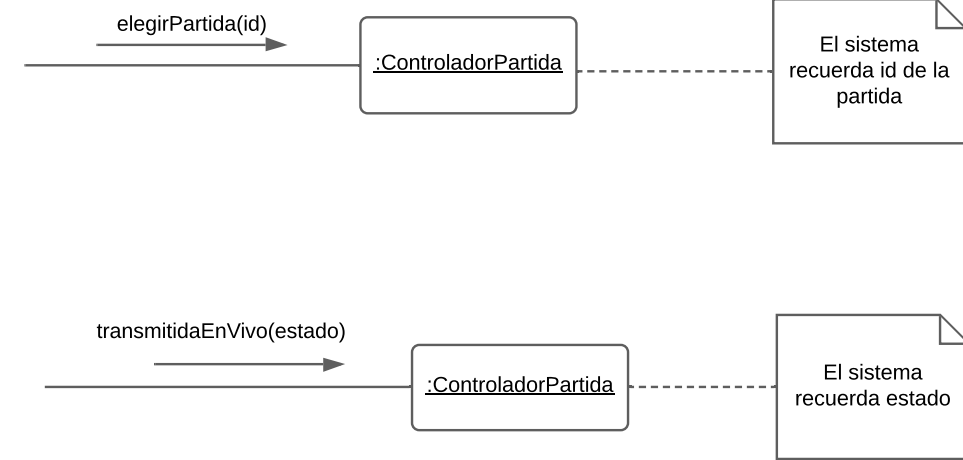 elegirPartida(id)
:ControladorPartida
El sistema
recuerda id de la
partida
transmitidaEnVivo(estado)
:ControladorPartida
El sistema
recuerda estado